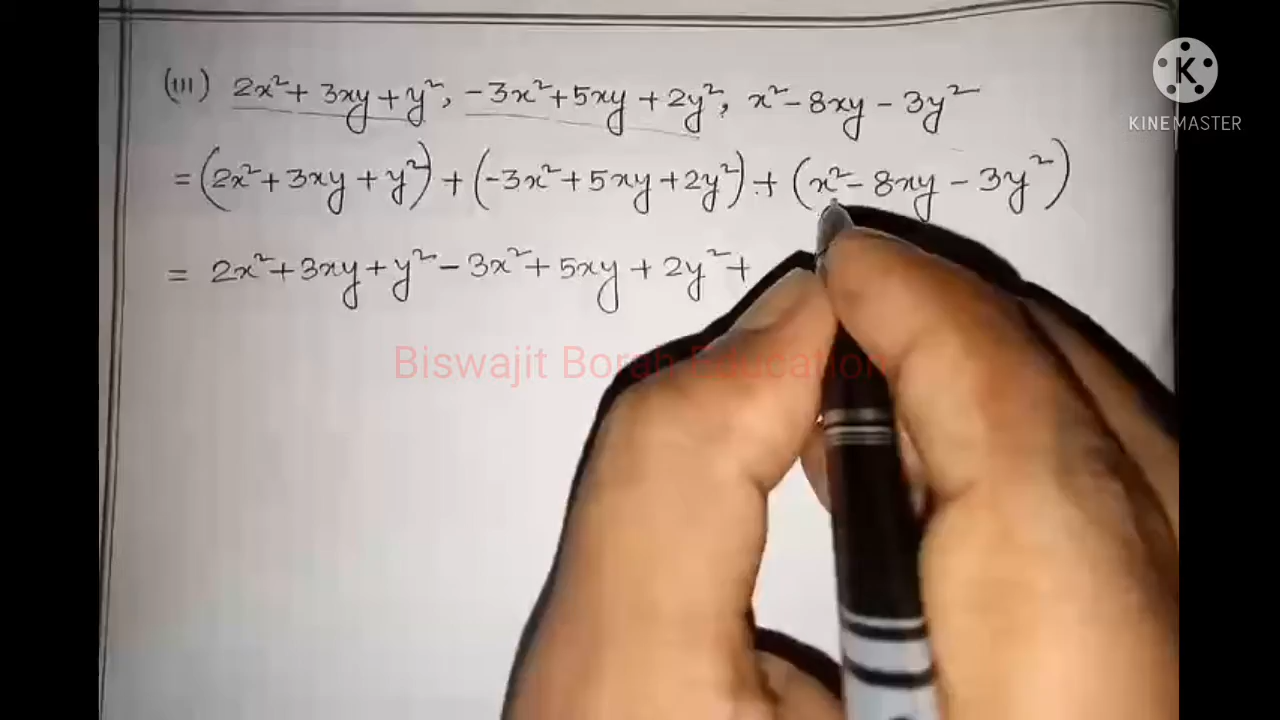 (III) 2x²+ 3xy+y², -3x²+5xy+2y², x²-8xy-3y²
=(2x²+3xy+y²)+(-3x²+5xy+2y²)+(x²-8xy-3y²)
= 2x²+3xy+y²-3x²+5xy+2y²+
K
KINEMASTER
Biswajit Borah Education